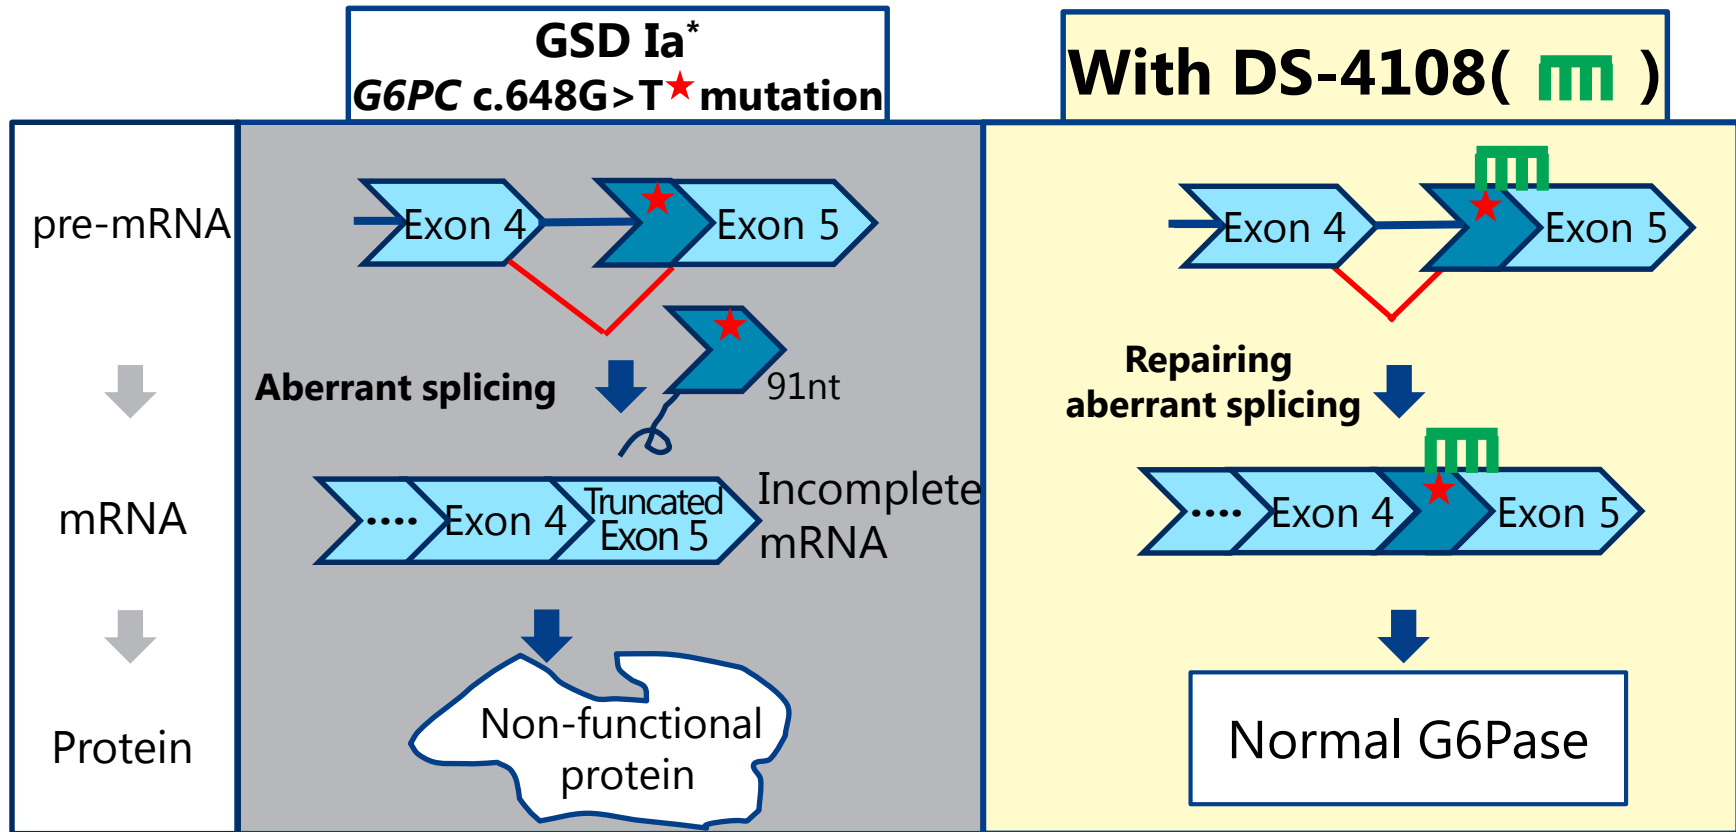 GSD Ia*
G6PC c.648G>T★mutation
With DS-4108( )
pre-mRNA
Exon 4
Exon 5
Exon 4
Exon 5
Aberrant splicing
91nt
Repairing
aberrant splicing
mRNA
....
Exon 4
Truncated
Exon 5
Incomplete
mRNA
....
Exon 4
Exon 5
Protein
Non-functional
protein
Normal G6Pase